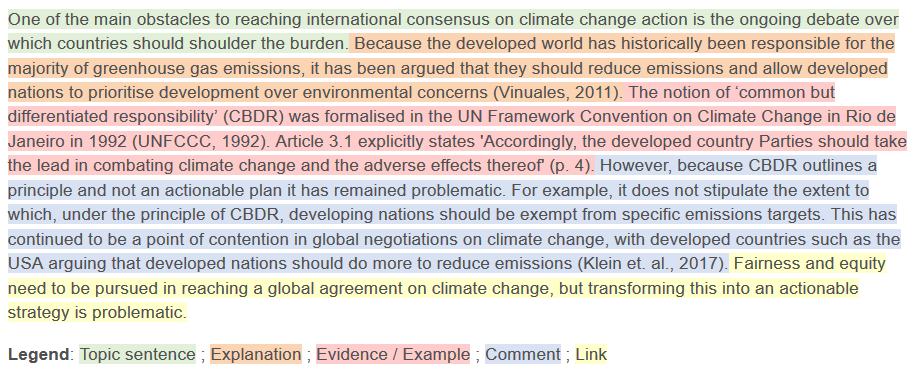 One of the main obstacles to reaching international consensus on climate change action is the ongoing debate over
which countries should shoulder the burden. Because the developed world has historically been responsible for the
majority of greenhouse gas emissions, it has been argued that they should reduce emissions and allow developed
nations to prioritise development over environmental concerns (Vinuales, 2011). The notion of ‘common but
differentiated responsibility’ (CBDR) was formalised in the UN Framework Convention on Climate Change in Rio de
Janeiro in 1992 (UNFCCC, 1992). Article 3.1 explicitly states 'Accordingly, the developed country Parties should take
the lead in combating climate change and the adverse effects thereof' (p. 4). However, because CBDR outlines a
principle and not an actionable plan it has remained problematic. For example, it does not stipulate the extent to
which, under the principle of CBDR, developing nations should be exempt from specific emissions targets. This has
continued to be a point of contention in global negotiations on climate change, with developed countries such as the
USA arguing that developed nations should do more to reduce emissions (Klein et. al., 2017). Fairness and equity
need to be pursued in reaching a global agreement on climate change, but transforming this into an actionable
strategy is problematic.
Legend: Topic sentence ; Explanation ; Evidence / Example ; Comment ; Link